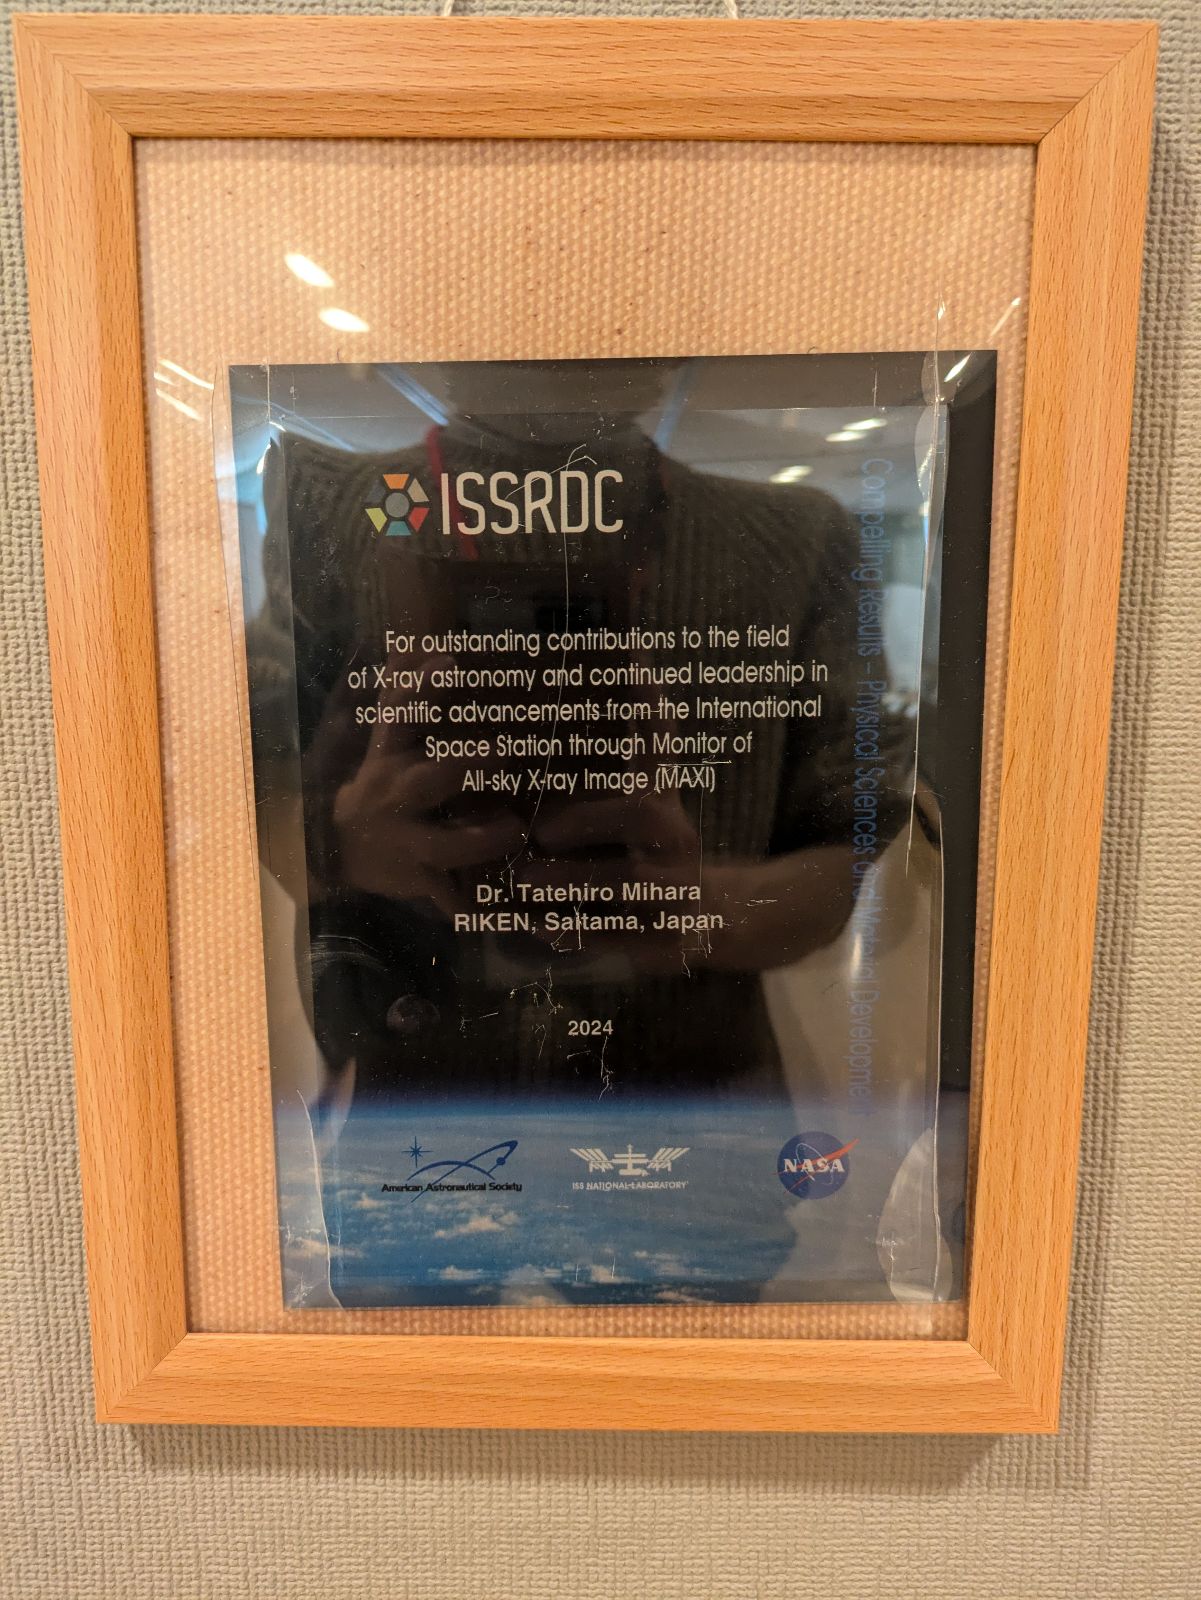 ISSRDC
For outstanding contributions to the field
of X-ray astronomy and continued leadership in
scientific advancements from the International
Space Station through Monitor of
All-sky X-ray Image (MAXI)
Dr. Tatehiro Mihara
RIKEN, Saitama, Japan
2024
American Astronautical Society
ISS NATIONAL LABORATORY
NASA
Compelling Results – Physical Sciences and Material Development